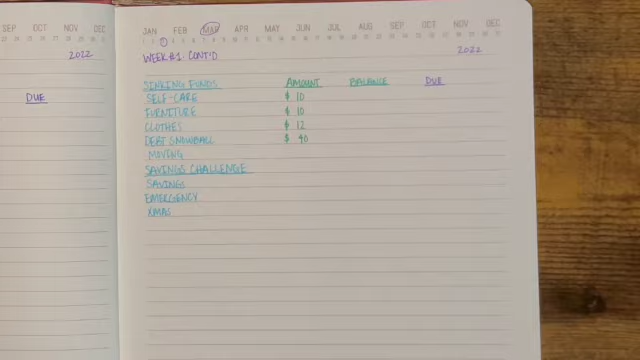 SEP OCT NOV DEC
2022
DUE
JAN FEB MAR APR MAY JUN JUL AUG SEP OCT NOV DEC
WEEK #1 CONT'D 2022
SINKING FUNDS AMOUNT BALANCE DUE
SELF-CARE $ 10
FURNITURE $ 10
CLOTHES $ 12
DEBT SNOWBALL $ 40
MOVING
SAVINGS CHALLENGE
SAVINGS
EMERGENCY
XMAS